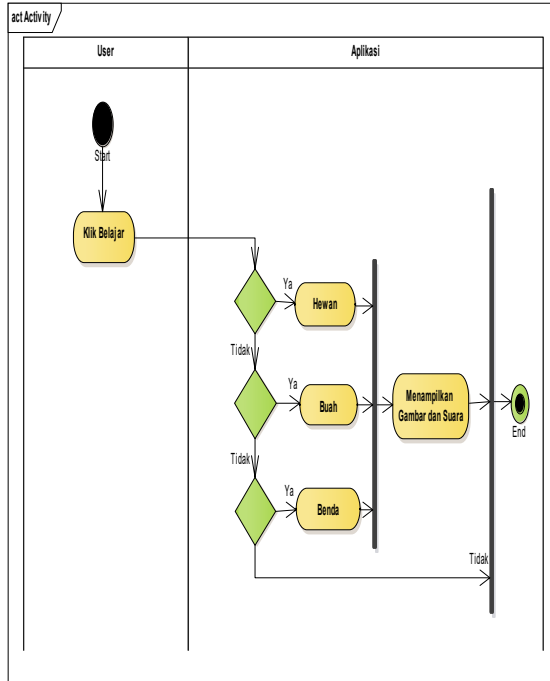 act Activity
User
Aplikasi
Start
Klik Belajar
Ya
Hewan
Tidak
Ya
Buah
Menampilkan
Gambar dan Suara
End
Tidak
Ya
Benda
Tidak